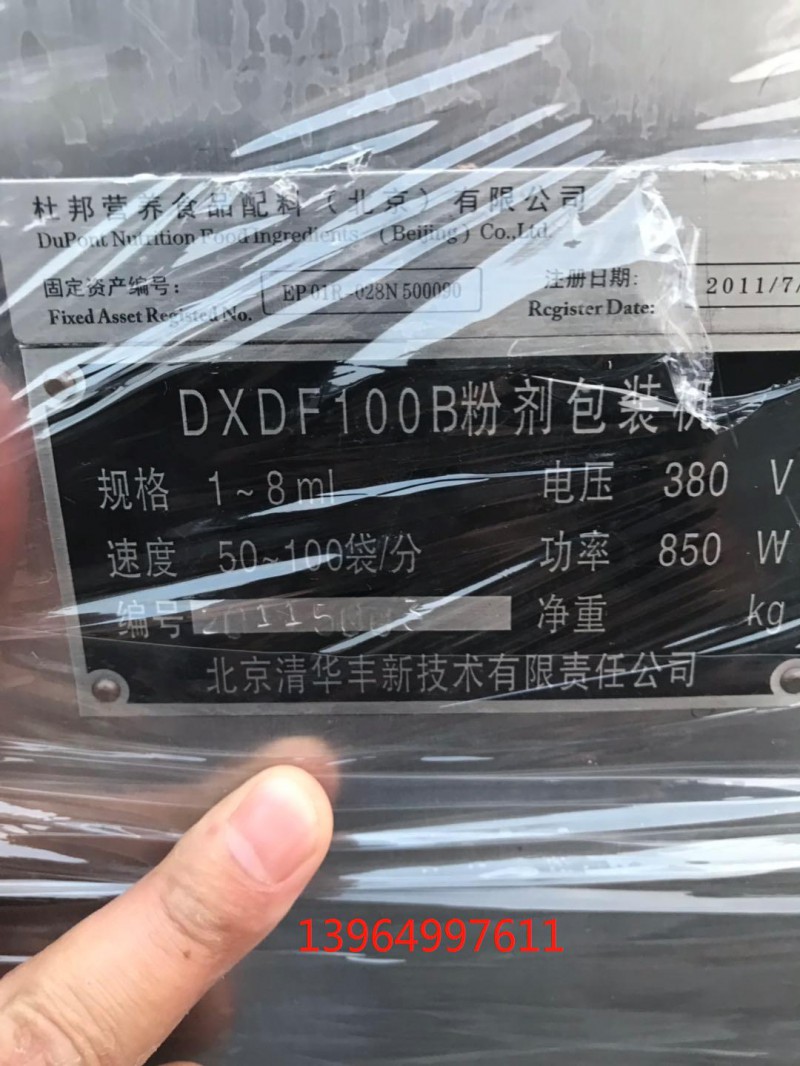 杜邦营养食品配料（北京）有限公司
DuPont Nutrition Food Ingredients （Beijing）Co.,Ltd.
固定资产编号： EP01R-028N500090 注册日期： 2011/7/
Fixed Asset Registed No. Register Date:
DXDF100B粉剂包装机
规格 1~8ml 电压 380 V
速度 50~100袋/分 功率 850 W
编号 净重 kg
北京清华丰新技术有限责任公司
13964997611